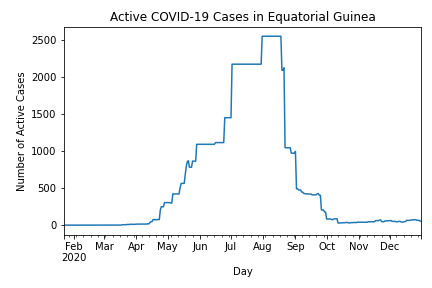 Active COVID-19 Cases in Equatorial Guinea
Number of Active Cases
2500
2000
1500
1000
500
0
Feb Mar Apr May Jun Jul Aug Sep Oct Nov Dec
2020
Day